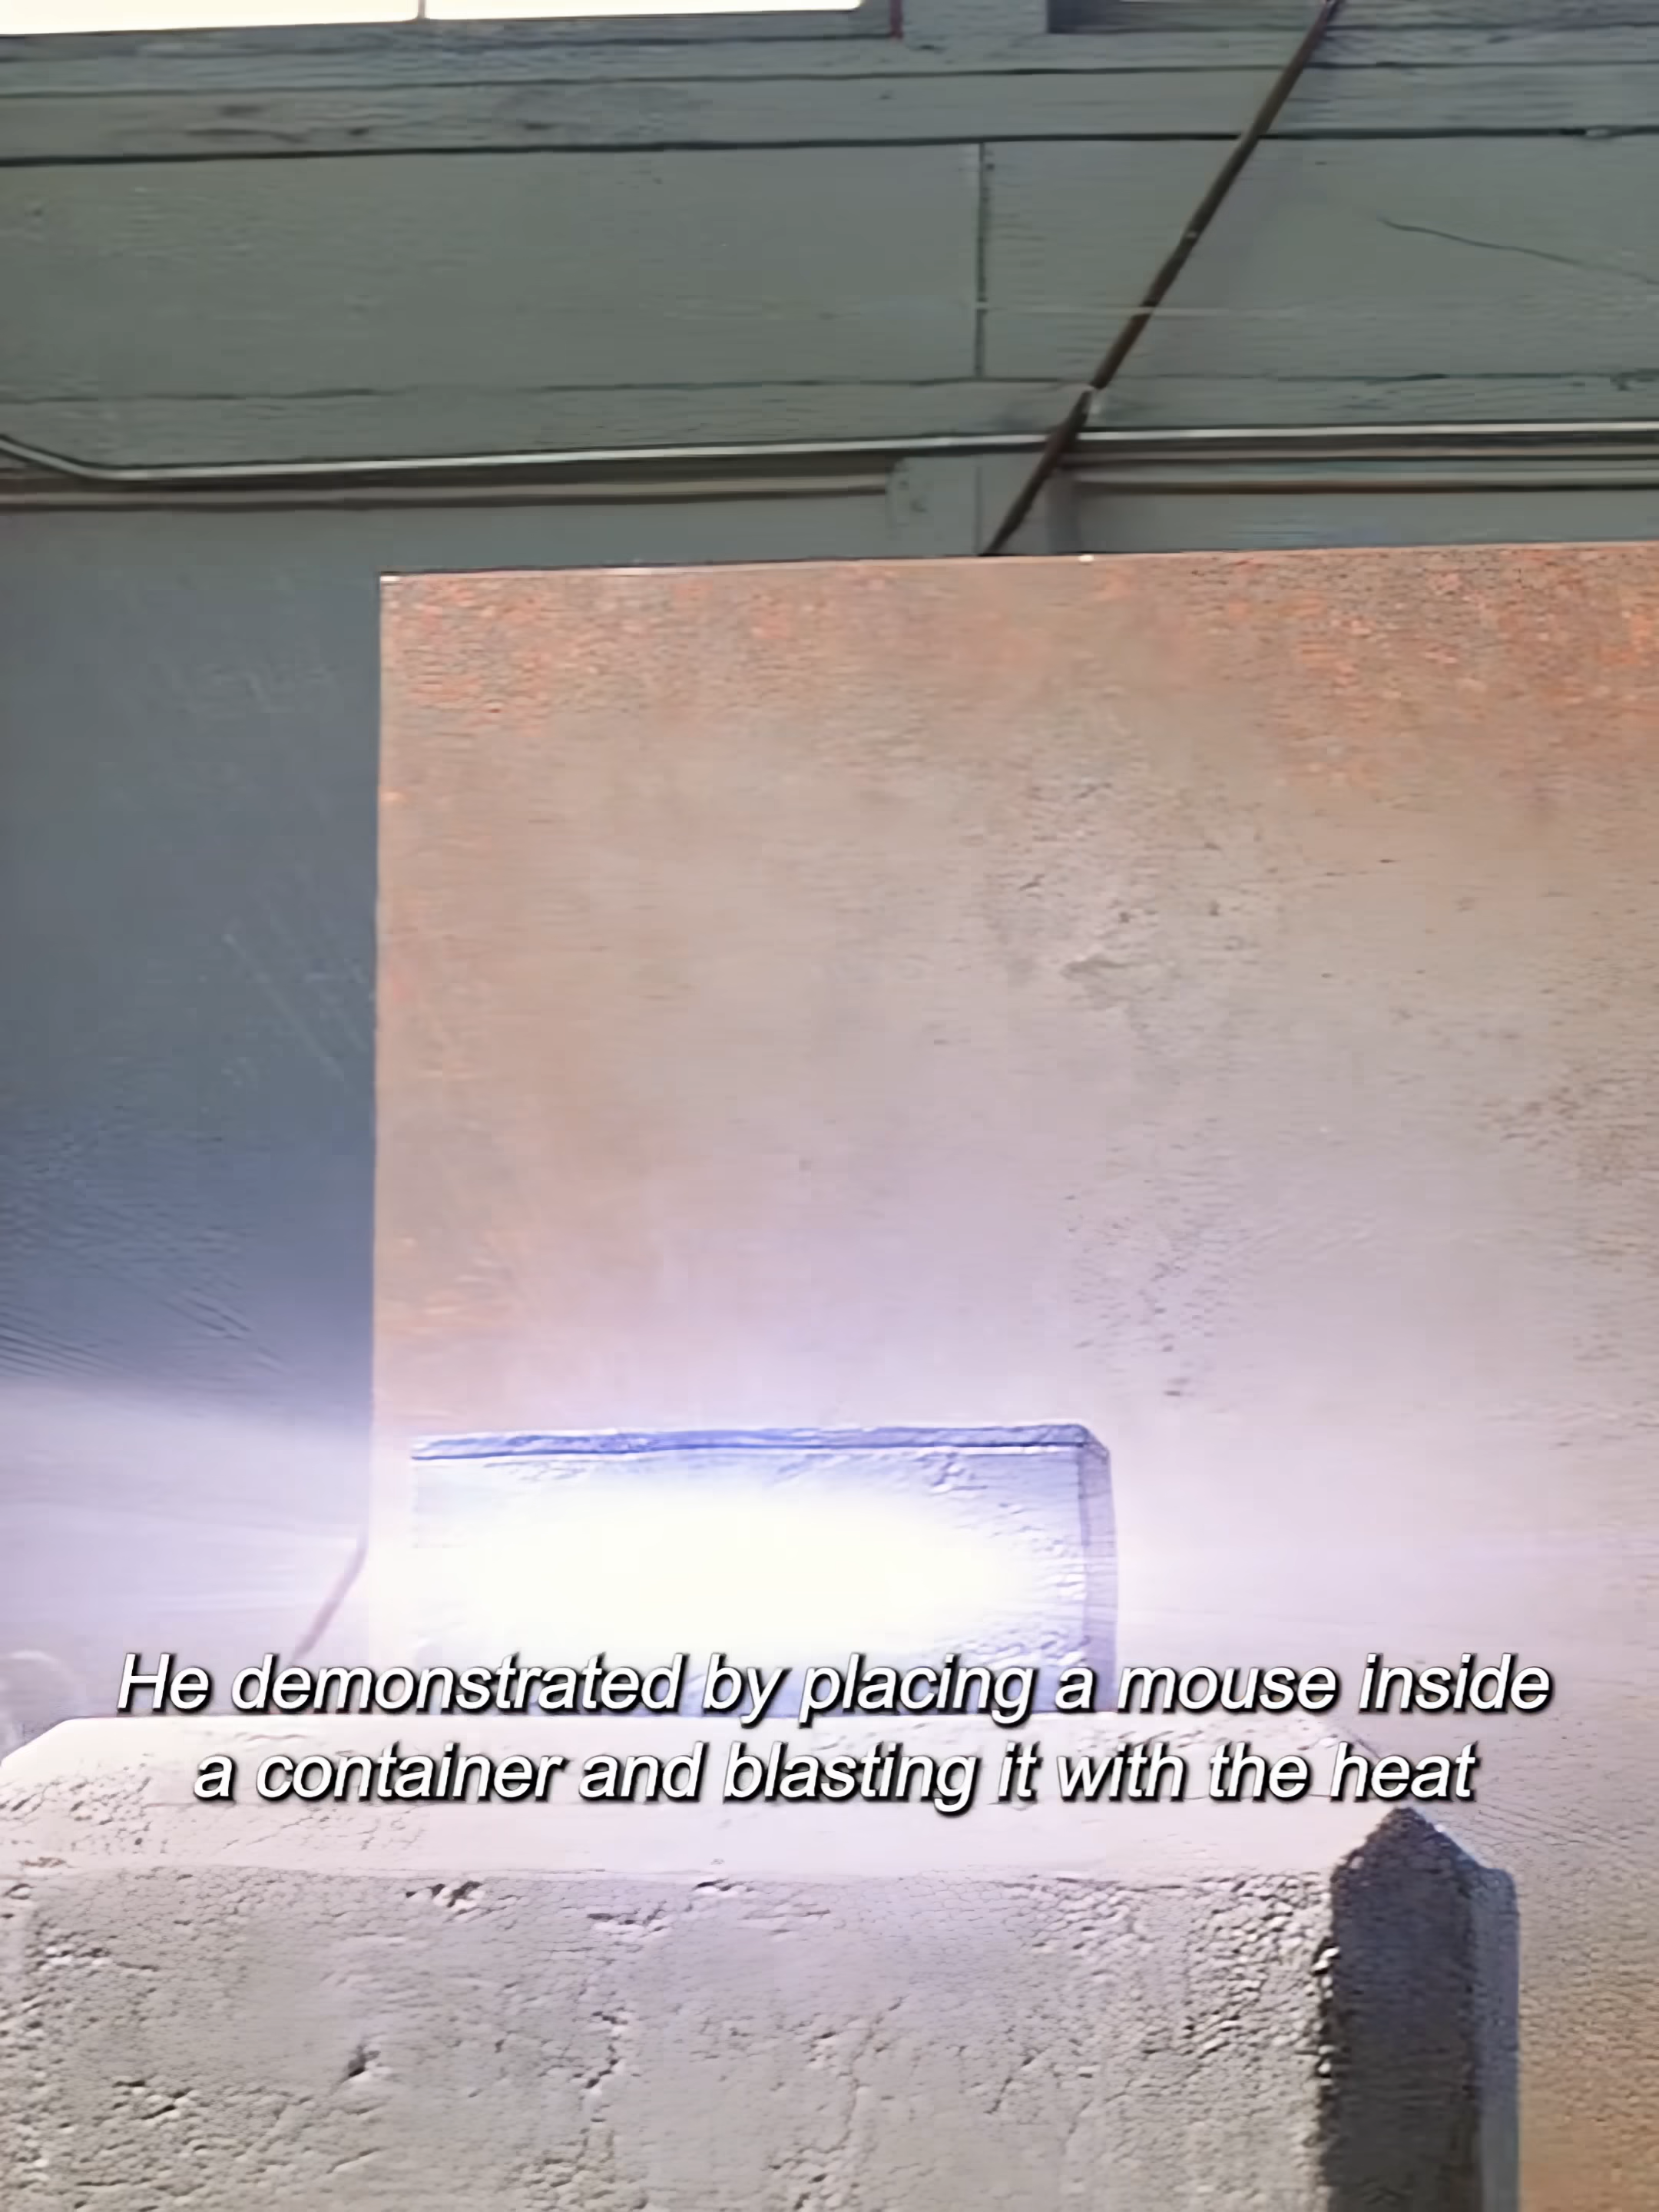 He demonstrated by placing a mouse inside
a container and blasting it with the heat